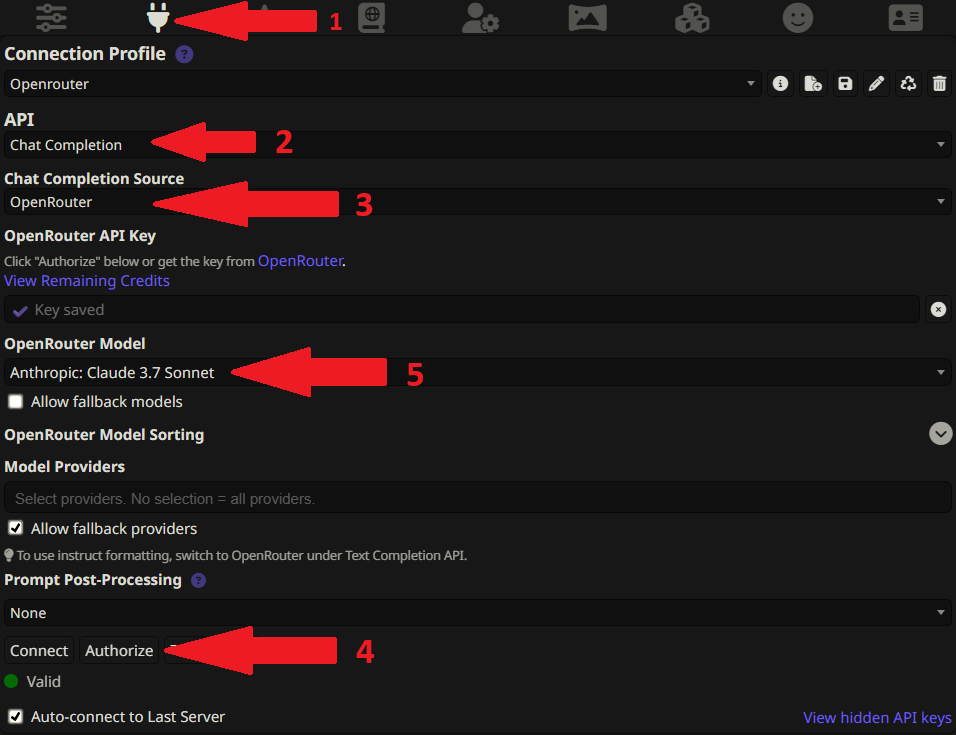 1
Connection Profile ?
Openrouter
API
Chat Completion
2
Chat Completion Source
OpenRouter
3
OpenRouter API Key
Click "Authorize" below or get the key from OpenRouter.
View Remaining Credits
Key saved
OpenRouter Model
Anthropic: Claude 3.7 Sonnet
5
Allow fallback models
OpenRouter Model Sorting
Model Providers
Select providers. No selection = all providers.
Allow fallback providers
To use instruct formatting, switch to OpenRouter under Text Completion API.
Prompt Post-Processing ?
None
Connect Authorize
4
Valid
Auto-connect to Last Server
View hidden API keys